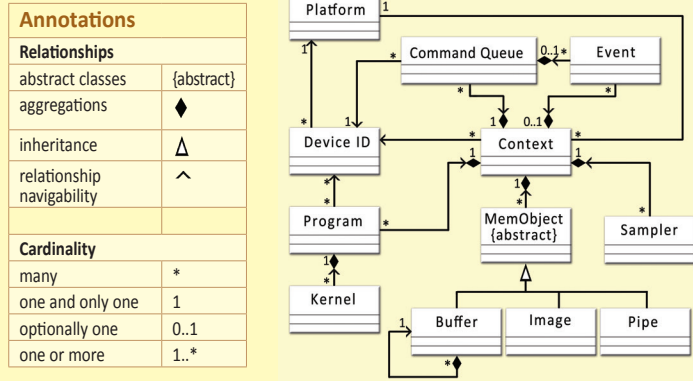 Annotations
Relationships
abstract classes {abstract}
aggregations
inheritance
relationship
navigability
Cardinality
many *
one and only one 1
optionally one 0..1
one or more 1..*
Platform
1
1
Command Queue
*
*
0..1
*
Event
*
1
*
1
0..1
Device ID
*
Context
*
1
1
*
*
1
*
Program
*
MemObject
{abstract}
*
Sampler
1
*
Kernel
1
Buffer
Image
Pipe
*